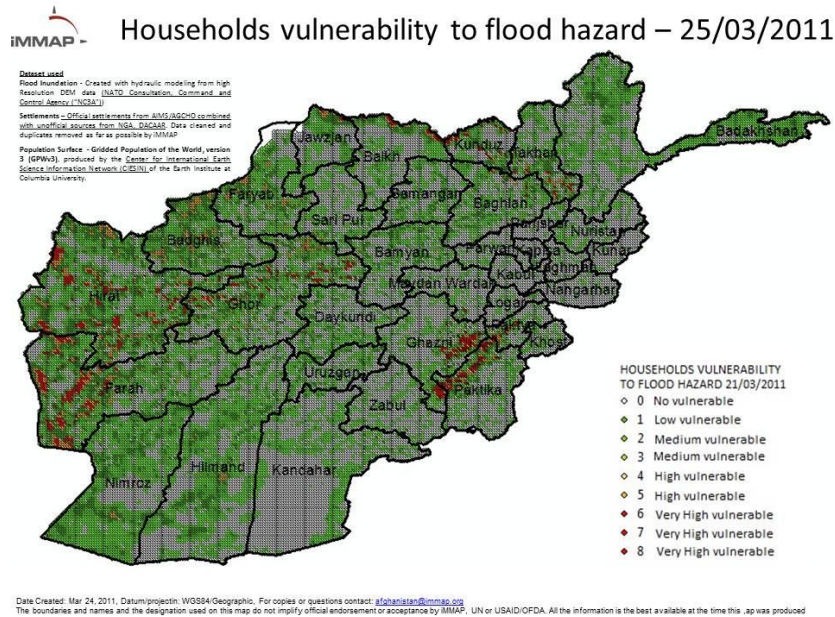 iMMAP
Households vulnerability to flood hazard – 25/03/2011
Dataset used
Flood Inundation - Created with hydraulic modeling from high
Resolution DEM data (NATO Consultation, Command and
Control Agency ("NC3A"))
Settlements – Official settlements from AIMS/AGCHO combined
with unofficial sources from NGA, DACAAR. Data cleaned and
duplicates removed as far as possible by iMMAP
Population Surface - Gridded Population of the World, version
3 (GPWv3), produced by the Center for International Earth
Science Information Network (CIESIN) of the Earth Institute at
Columbia University.
Badakhshan
Jawzjan
Kunduz
Takhar
Balkh
Faryab
Samangan
Baghlan
Sari Pul
Panjsher
Nuristan
Badghis
Bamyan
Parwan
Kapisa
Kunar
Laghman
Kabul
Maydan Wardak
Nangarhar
Hirat
Ghor
Logar
Daykundi
Paktya
Ghazni
Khost
Uruzgan
Farah
Zabul
Paktika
Hilmand
Kandahar
Nimroz
HOUSEHOLDS VULNERABILITY
TO FLOOD HAZARD 21/03/2011
0 No vulnerable
1 Low vulnerable
2 Medium vulnerable
3 Medium vulnerable
4 High vulnerable
5 High vulnerable
6 Very High vulnerable
7 Very High vulnerable
8 Very High vulnerable
Date Created: Mar 24, 2011, Datum/projectin: WGS84/Geographic, For copies or questions contact: afghanistan@immap.org
The boundaries and names and the designation used on this map do not implify official endorsement or acceptance by iMMAP, UN or USAID/OFDA. All the information is the best available at the time this ,ap was produced